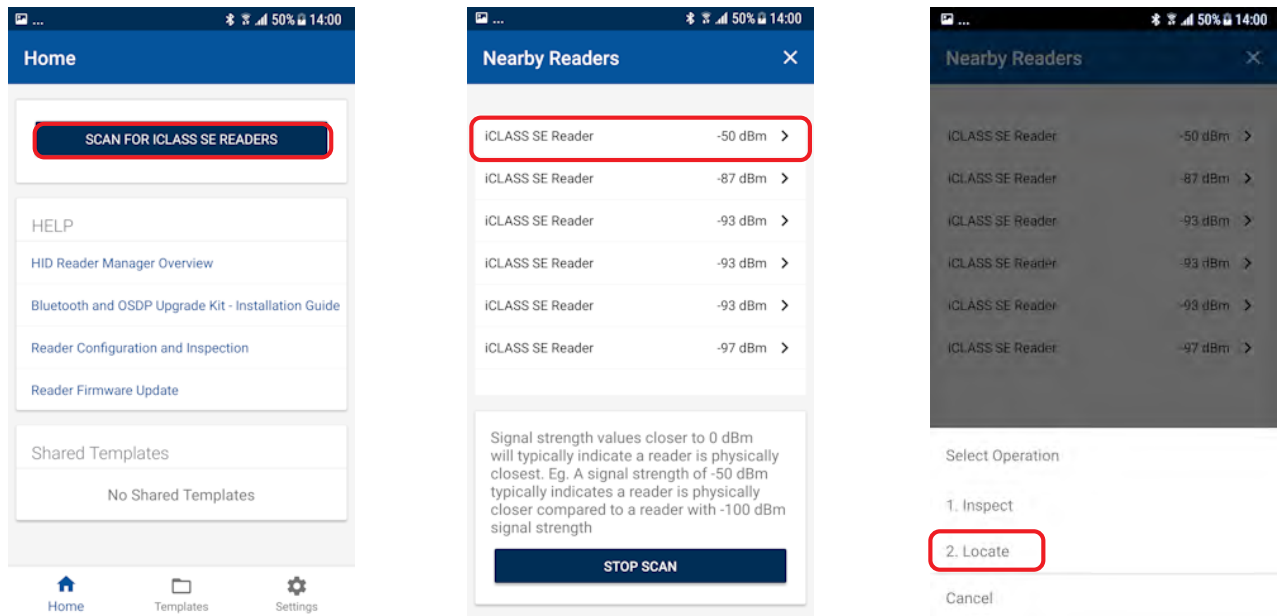 ... 50% 14:00
Home
SCAN FOR ICLASS SE READERS
HELP
HID Reader Manager Overview
Bluetooth and OSDP Upgrade Kit - Installation Guide
Reader Configuration and Inspection
Reader Firmware Update
Shared Templates
No Shared Templates
Home Templates Settings
... 50% 14:00
Nearby Readers
iCLASS SE Reader -50 dBm
iCLASS SE Reader -87 dBm
iCLASS SE Reader -93 dBm
iCLASS SE Reader -93 dBm
iCLASS SE Reader -93 dBm
iCLASS SE Reader -97 dBm
Signal strength values closer to 0 dBm
will typically indicate a reader is physically
closest. Eg. A signal strength of -50 dBm
typically indicates a reader is physically
closer compared to a reader with -100 dBm
signal strength
STOP SCAN
... 50% 14:00
Nearby Readers
iCLASS SE Reader -50 dBm
iCLASS SE Reader -87 dBm
iCLASS SE Reader -93 dBm
iCLASS SE Reader -93 dBm
iCLASS SE Reader -93 dBm
iCLASS SE Reader -97 dBm
Select Operation
1. Inspect
2. Locate
Cancel